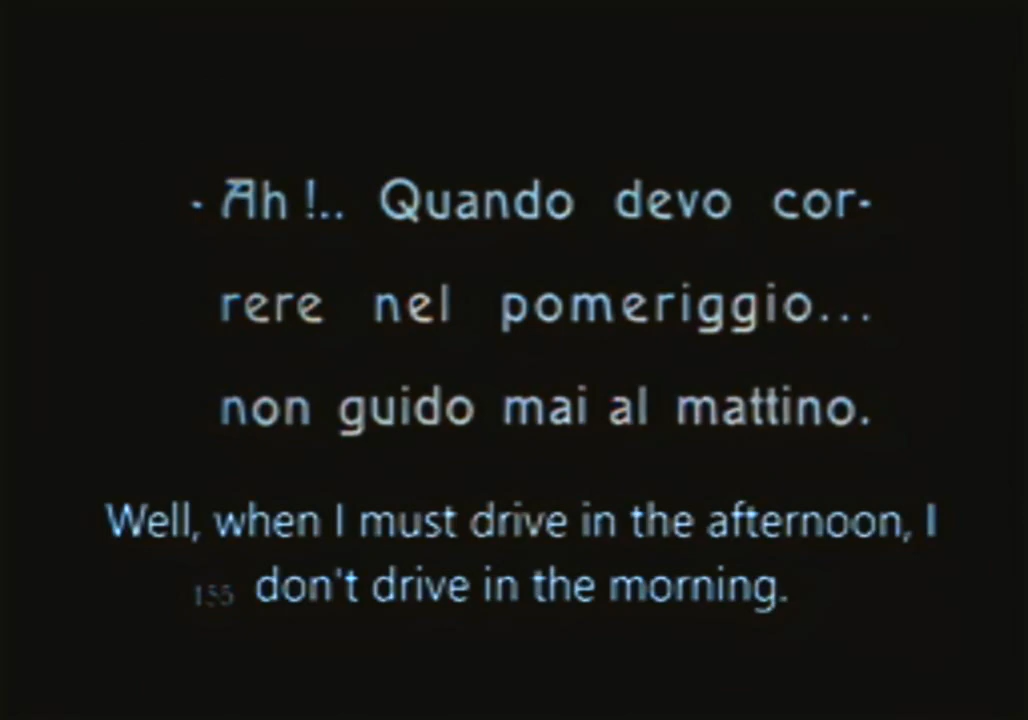 - Ah !.. Quando devo cor-
rere nel pomeriggio...
non guido mai al mattino.
Well, when I must drive in the afternoon, I
155 don't drive in the morning.